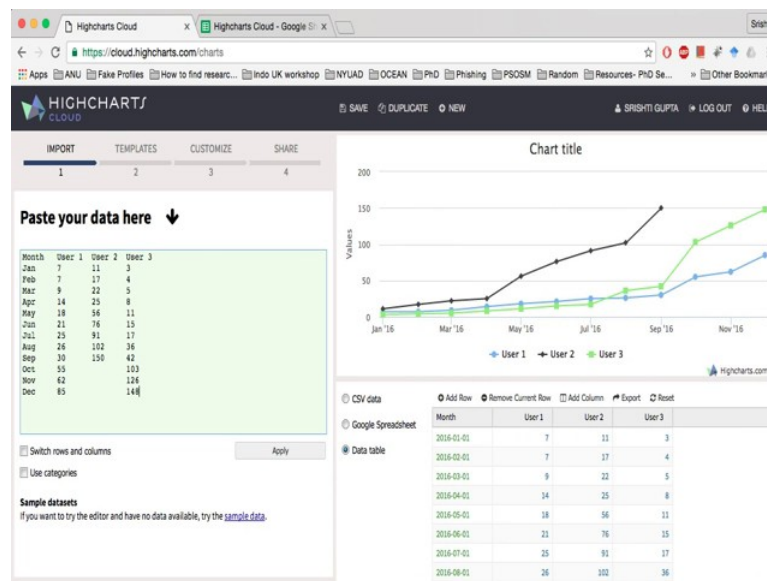 Highcharts Cloud
Highcharts Cloud - Google Sh
Srish
https://cloud.highcharts.com/charts
Apps ANU Fake Profiles How to find researc... Indo UK workshop NYUAD OCEAN PhD Phishing PSOSM Random Resources- PhD Se... » Other Bookmark
HIGHCHARTS
CLOUD
SAVE DUPLICATE NEW
SRISHTI GUPTA LOG OUT HEL
IMPORT TEMPLATES CUSTOMIZE SHARE
1 2 3 4
Paste your data here
Month User 1 User 2 User 3
Jan 7 11 3
Feb 7 17 4
Mar 9 22 5
Apr 14 25 8
May 18 56 11
Jun 21 76 15
Jul 25 91 17
Aug 26 102 36
Sep 30 150 42
Oct 55 103
Nov 62 126
Dec 85 148
Switch rows and columns
Apply
Use categories
Sample datasets
If you want to try the editor and have no data available, try the sample data.
Chart title
Values
200
150
100
50
0
Jan '16 Mar '16 May '16 Jul '16 Sep '16 Nov '16
User 1 User 2 User 3
Highcharts.com
CSV data
Google Spreadsheet
Data table
Add Row Remove Current Row Add Column Export Reset
Month User 1 User 2 User 3
2016-01-01 7 11 3
2016-02-01 7 17 4
2016-03-01 9 22 5
2016-04-01 14 25 8
2016-05-01 18 56 11
2016-06-01 21 76 15
2016-07-01 25 91 17
2016-08-01 26 102 36